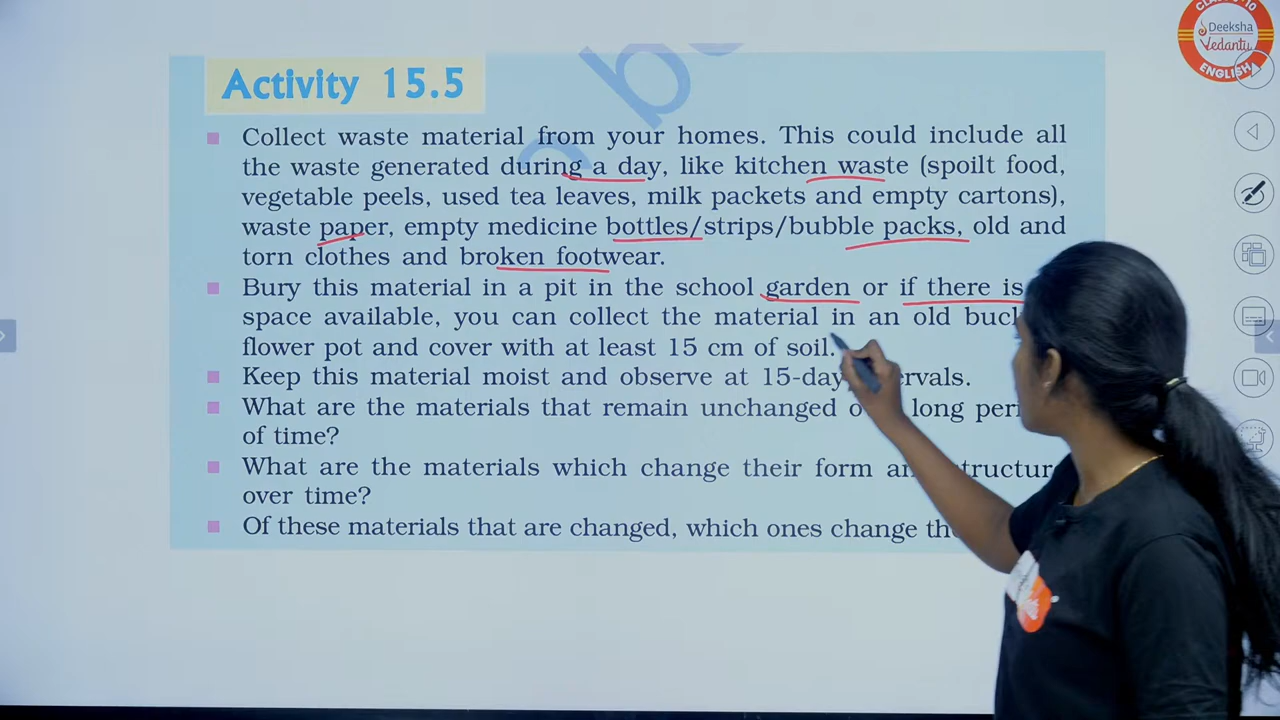 Activity 15.5
Collect waste material from your homes. This could include all
the waste generated during a day, like kitchen waste (spoilt food,
vegetable peels, used tea leaves, milk packets and empty cartons),
waste paper, empty medicine bottles/strips/bubble packs, old and
torn clothes and broken footwear.
Bury this material in a pit in the school garden or if there is
space available, you can collect the material in an old
flower pot and cover with at least 15 cm of soil.
Keep this material moist and observe at 15-day
What are the materials that remain unchanged long
of time?
What are the materials which change their form
over time?
Of these materials that are changed, which ones change
CLASS 10
Deeksha
Vedantu
ENGLISH